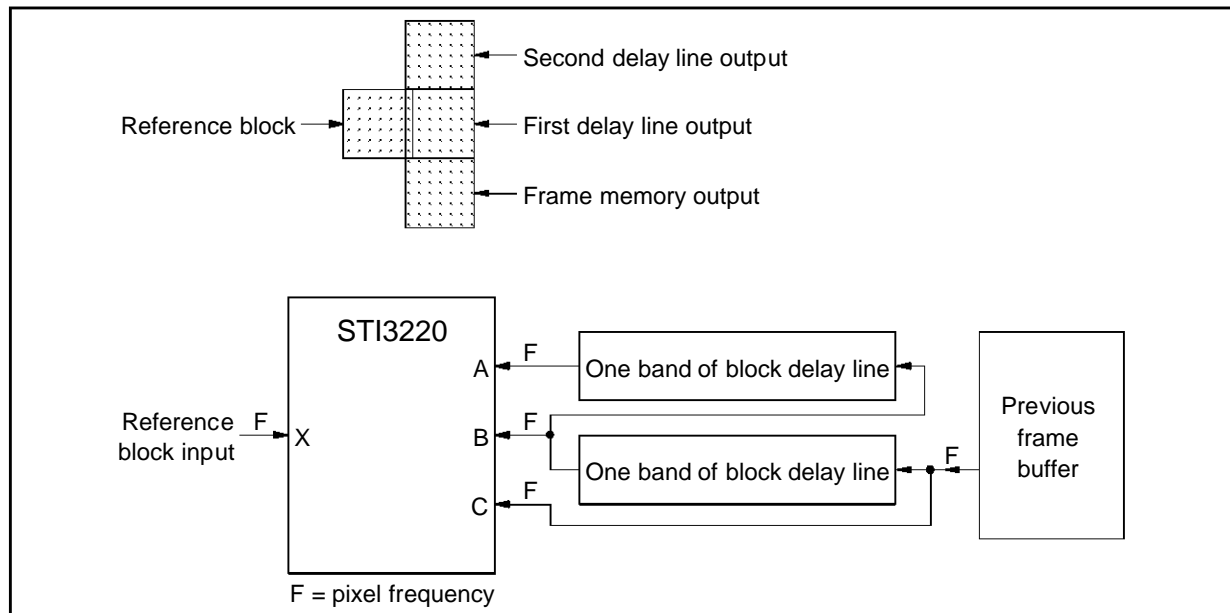 Second delay line output
Reference block
First delay line output
Frame memory output
STI3220
A
F
One band of block delay line
Reference
block input
F
X
B
F
One band of block delay line
F
Previous
frame
buffer
C
F
F = pixel frequency